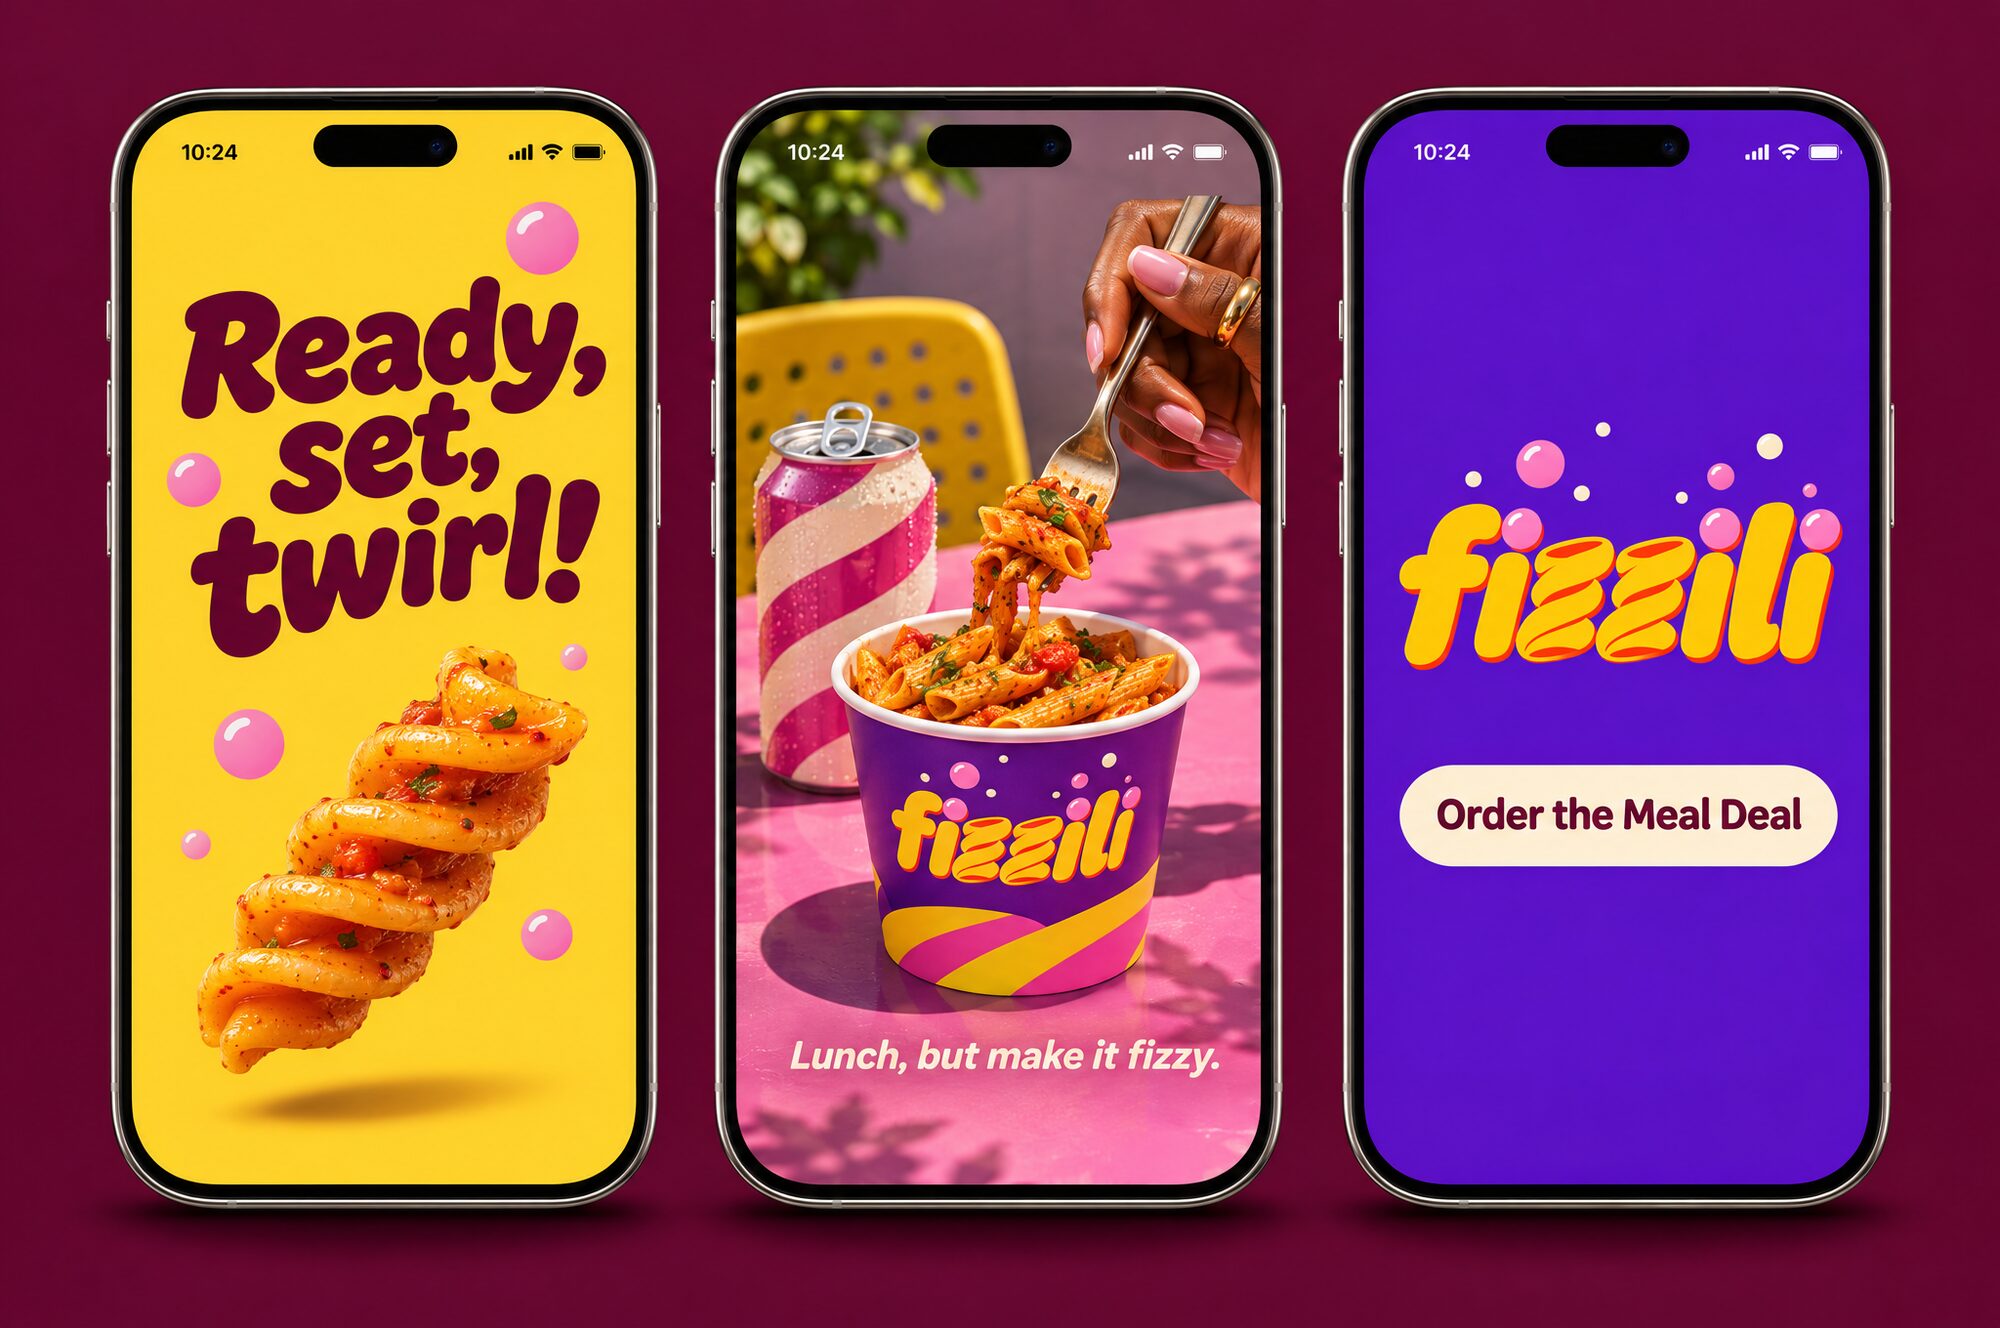 10:24
Ready,
set,
twirl!
10:24
fizzili
Lunch, but make it fizzy.
10:24
fizzili
Order the Meal Deal